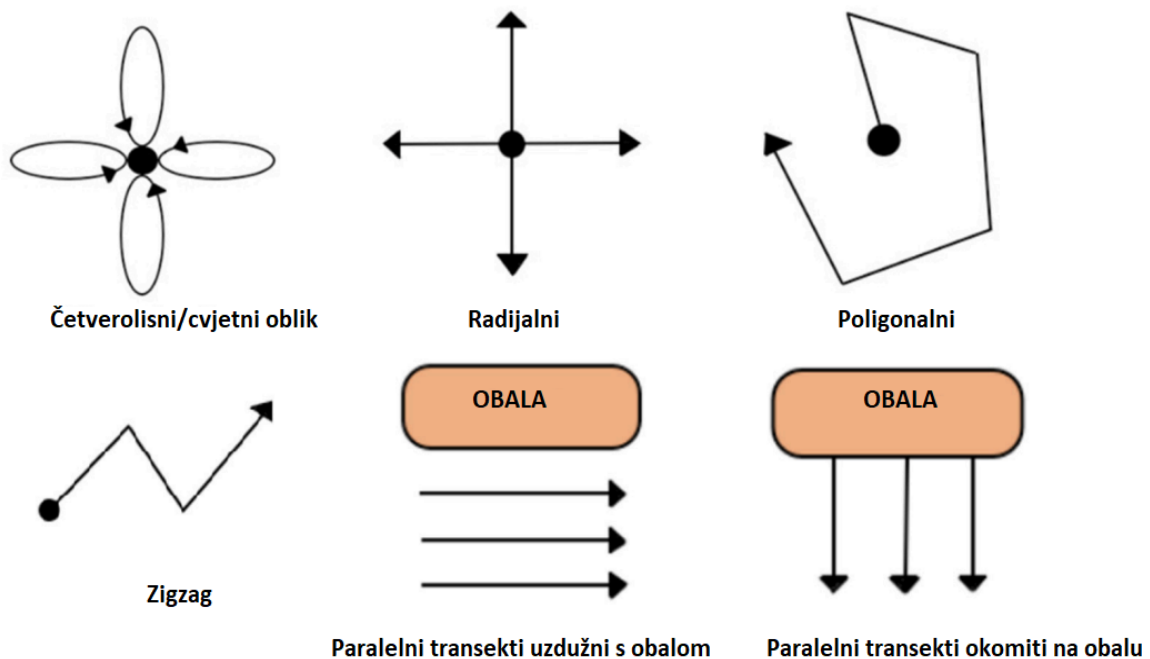 Četverolisni/cvjetni oblik
Radijalni
Poligonalni
OBALA
OBALA
Zigzag
Paralelni transekti uzdužni s obalom
Paralelni transekti okomiti na obalu